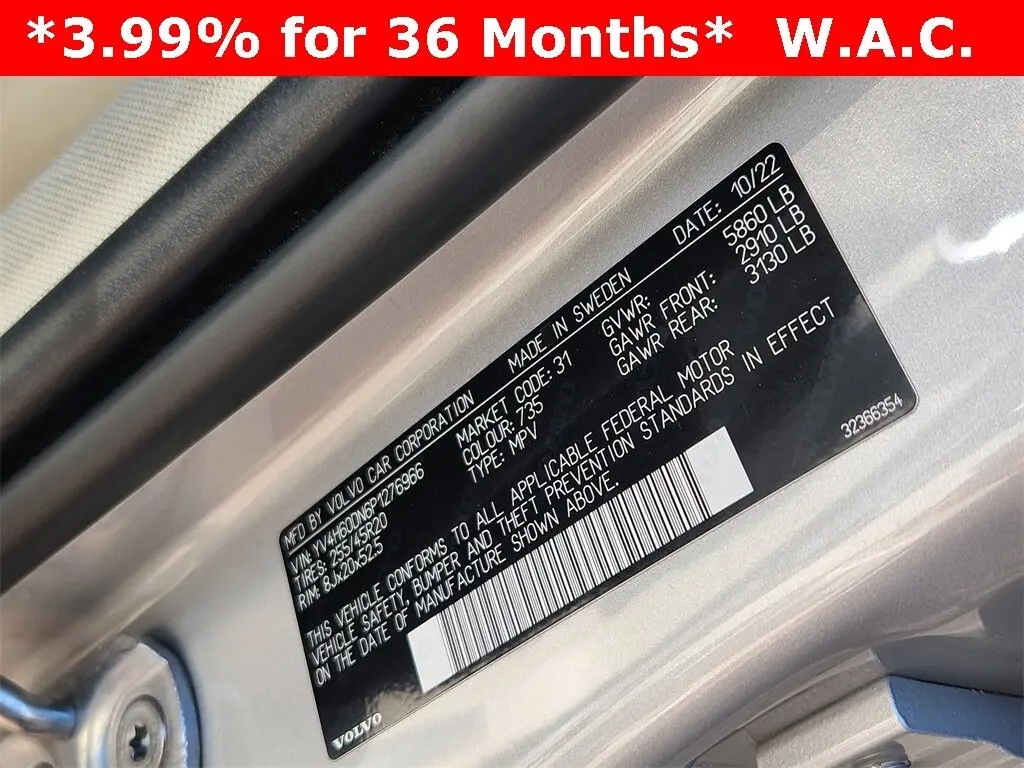 *3.99% for 36 Months*  W.A.C.
MFD BY VOLVO CAR CORPORATION MADE IN SWEDEN DATE: 10/22
VIN: YV4H60DN6P1276966 MARKET CODE: 31 GVWR: 5860 LB
TIRES: 255/45R20 COLOUR: 735 GAWR FRONT: 2910 LB
RIM: 8Jx20x52.5 TYPE: MPV GAWR REAR: 3130 LB
THIS VEHICLE CONFORMS TO ALL APPLICABLE FEDERAL MOTOR
VEHICLE SAFETY, BUMPER AND THEFT PREVENTION STANDARDS IN EFFECT
ON THE DATE OF MANUFACTURE SHOWN ABOVE.
VOLVO 32366354